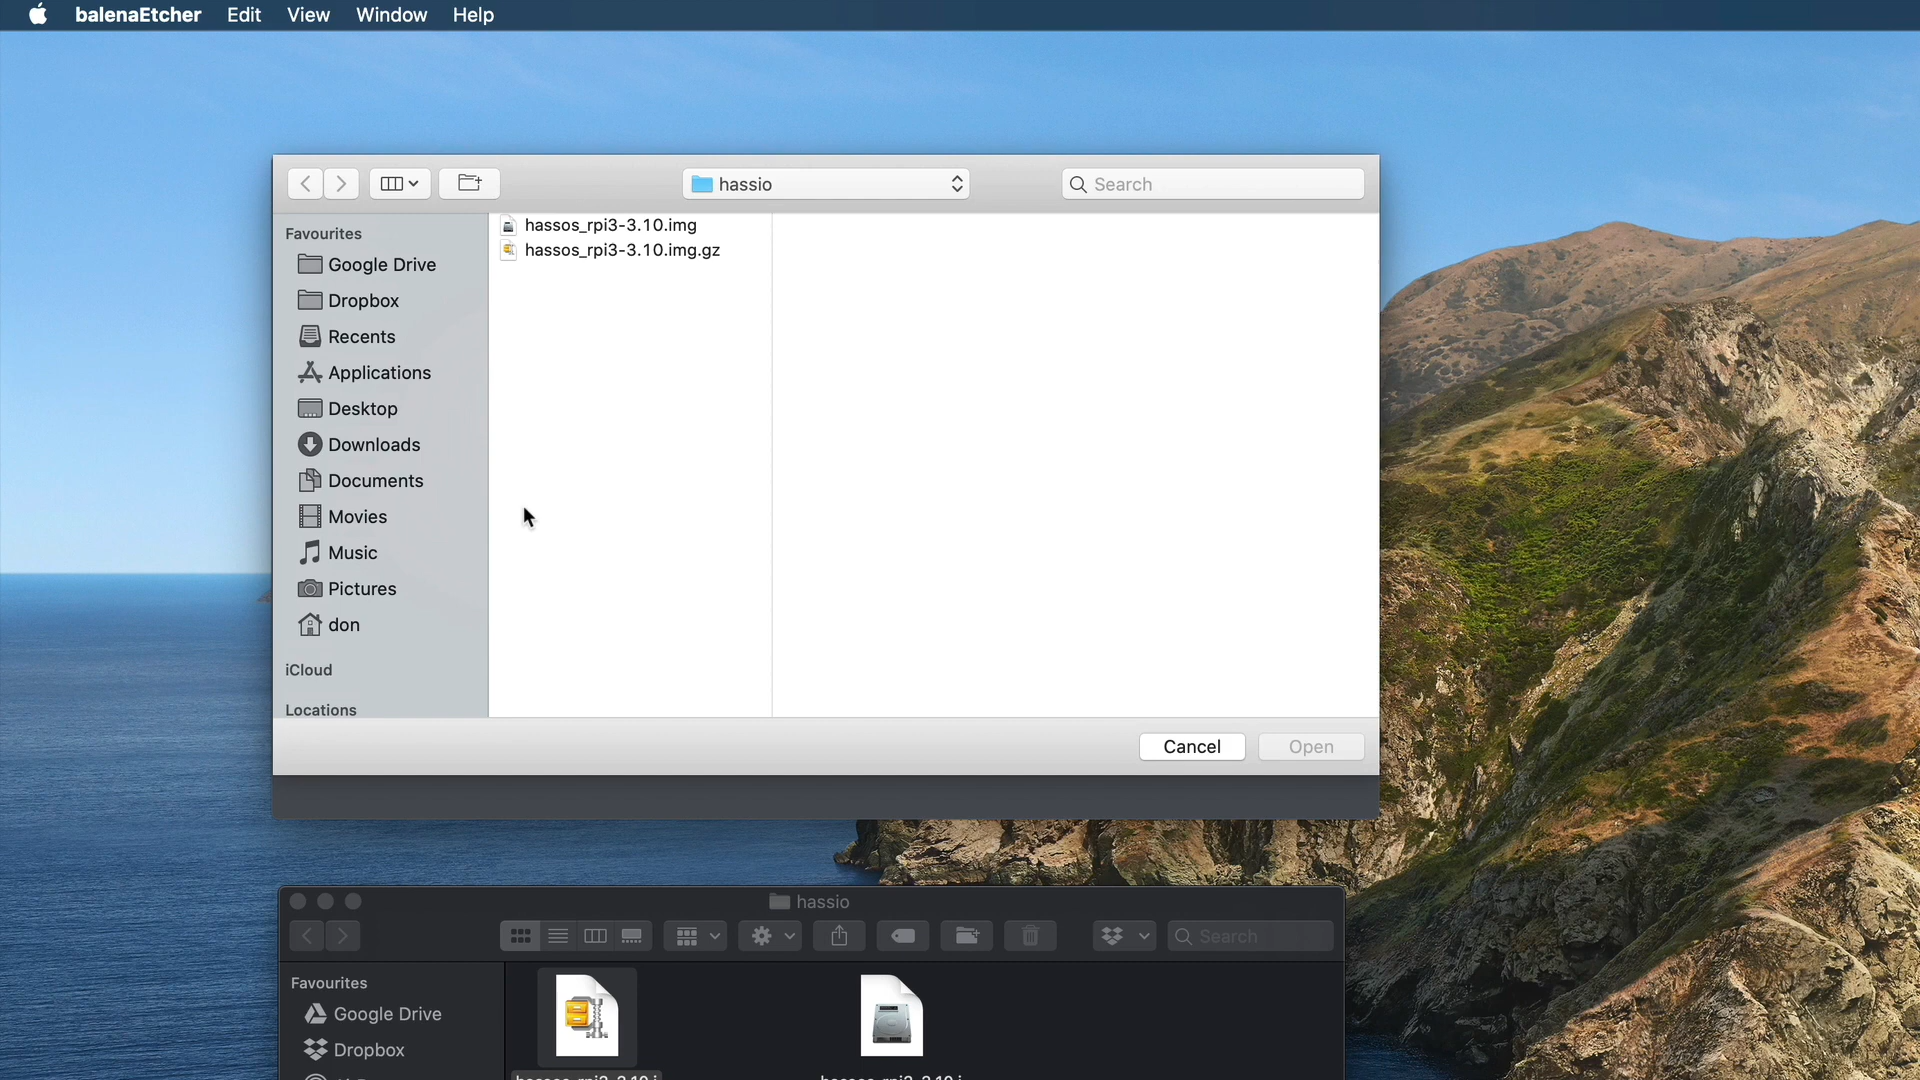 balenaEtcher Edit View Window Help
hassio
Search
Favourites
Google Drive
Dropbox
Recents
Applications
Desktop
Downloads
Documents
Movies
Music
Pictures
don
iCloud
Locations
hassos_rpi3-3.10.img
hassos_rpi3-3.10.img.gz
Cancel
Open
hassio
Search
Favourites
Google Drive
Dropbox